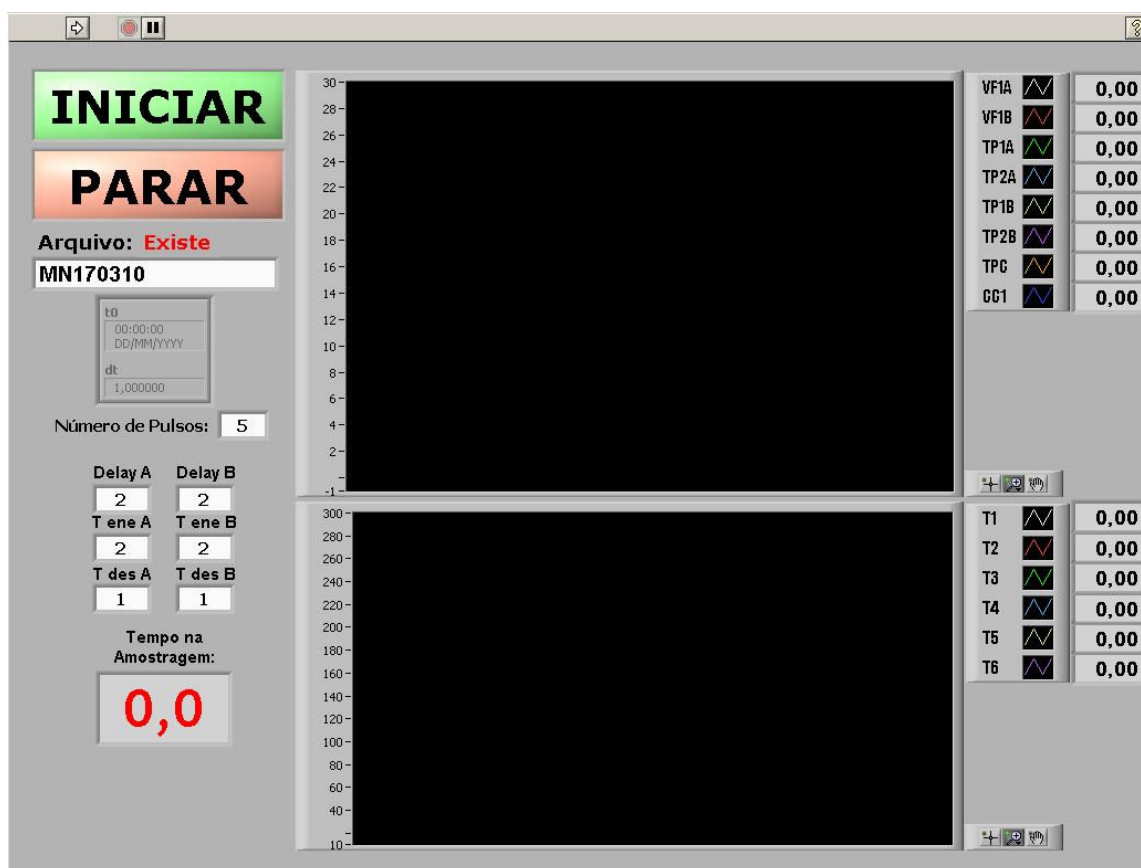 INICIAR
PARAR
Arquivo: Existe
MN170310
t0
00:00:00
DD/MM/YYYY
dt
1,000000
Número de Pulsos: 5
Delay A Delay B
2 2
T ene A T ene B
2 2
T des A T des B
1 1
Tempo na
Amostragem:
0,0
30
28
26
24
22
20
18
16
14
12
10
8
6
4
2
-1
VF1A 0,00
VF1B 0,00
TP1A 0,00
TP2A 0,00
TP1B 0,00
TP2B 0,00
TPC 0,00
CC1 0,00
300
280
260
240
220
200
180
160
140
120
100
80
60
40
10
T1 0,00
T2 0,00
T3 0,00
T4 0,00
T5 0,00
T6 0,00
?